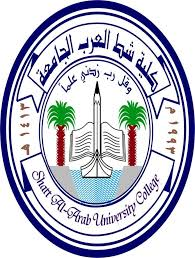 كلية شط العرب الجامعة
وقل رب زدني علما
١٤١٣ هـ
١٩٩٣ م
Shatt Al-Arab University College